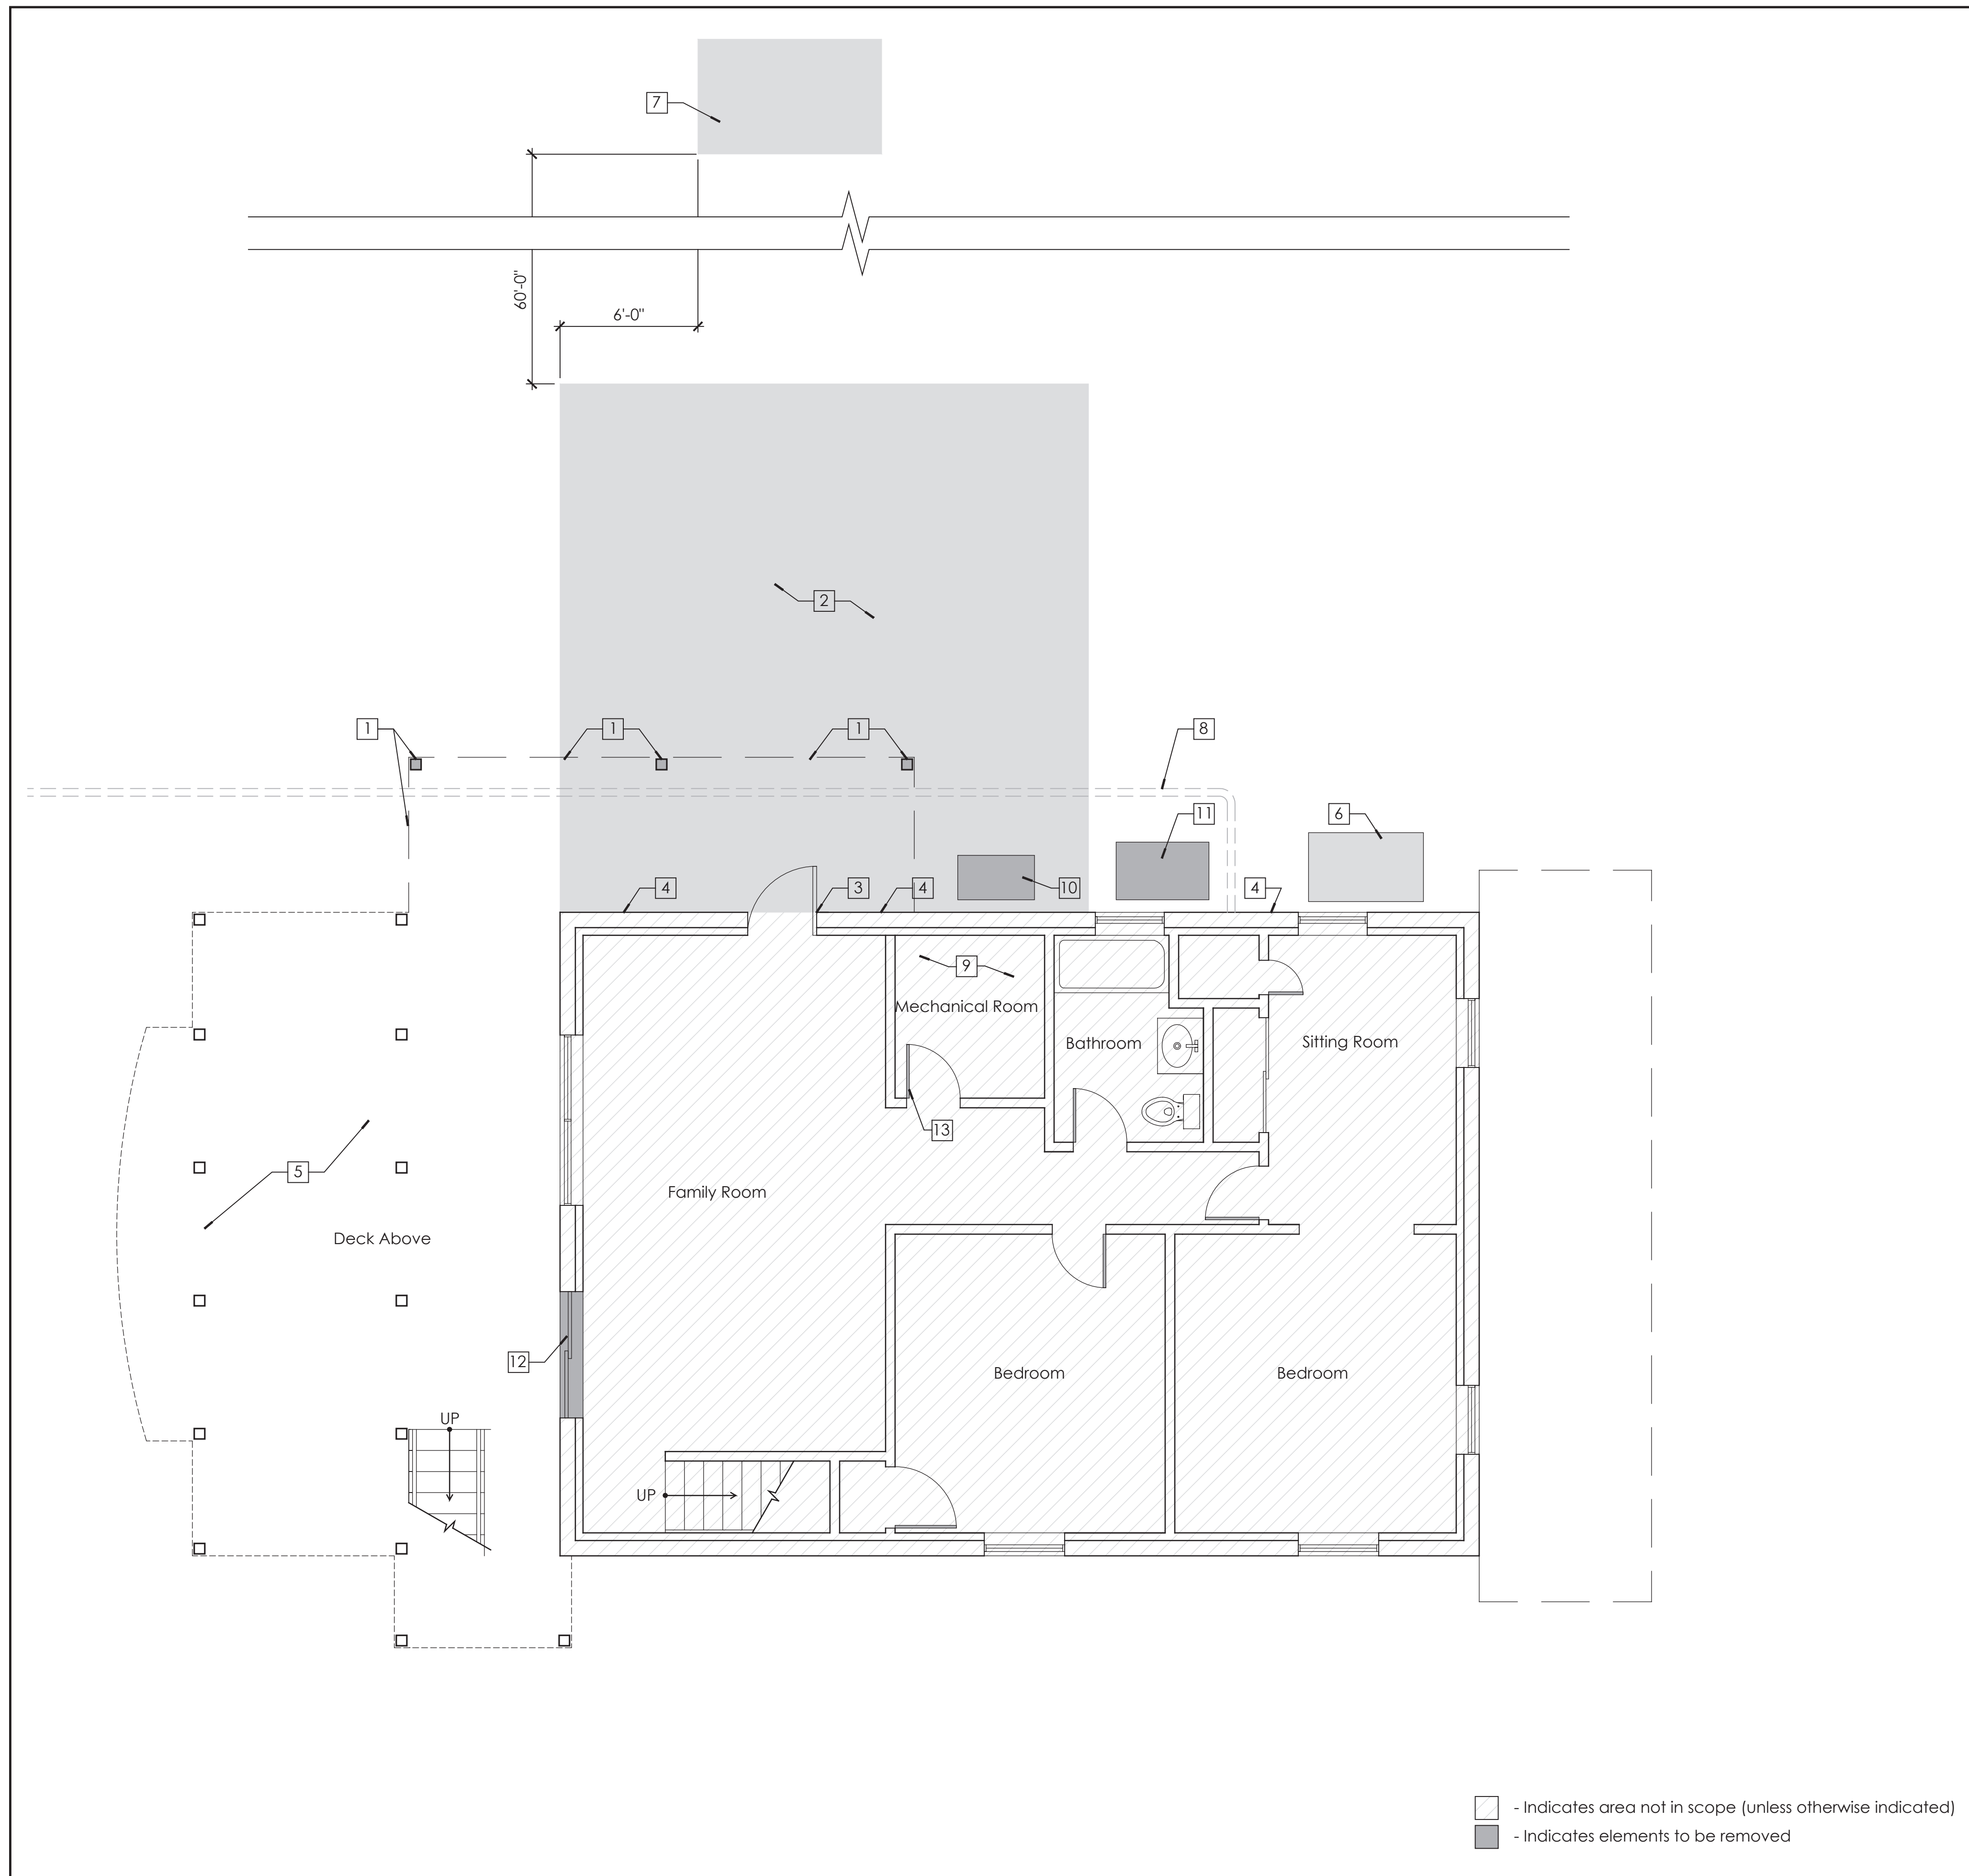 7
60'-0"
6'-0"
2
1
1
1
8
11
6
4
3
4
10
4
9
Mechanical Room
Bathroom
Sitting Room
13
5
Family Room
Deck Above
12
Bedroom
Bedroom
UP
UP
- Indicates area not in scope (unless otherwise indicated)
- Indicates elements to be removed